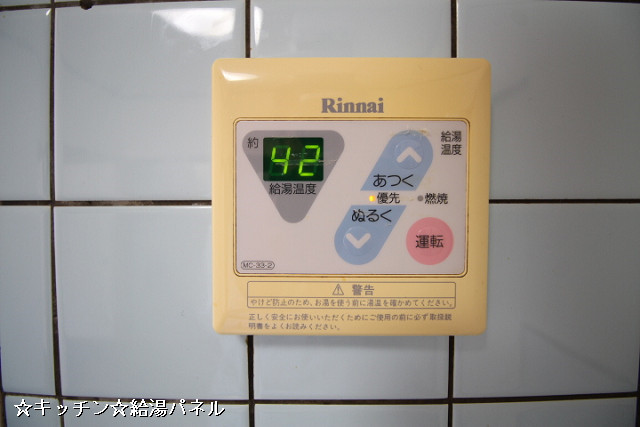 Rinnai
約
42
給湯温度
給湯
温度
あつく
優先
燃焼
ぬるく
運転
MC-33-2
⚠ 警告
やけど防止のため、お湯を使う前に湯温を確かめてください。
正しく安全にお使いいただくためにご使用の前に必ず取扱説
明書をよくお読みください。
☆キッチン☆給湯パネル